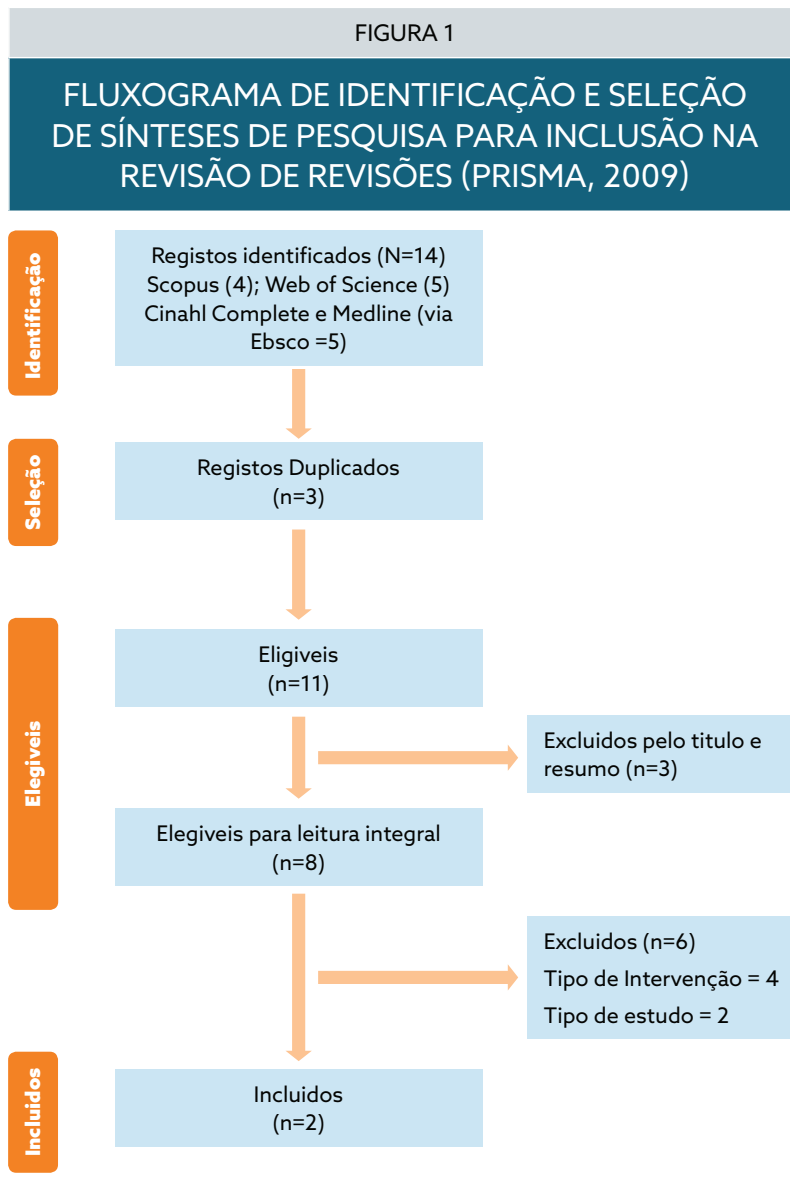 FIGURA 1
FLUXOGRAMA DE IDENTIFICAÇÃO E SELEÇÃO
DE SÍNTESES DE PESQUISA PARA INCLUSÃO NA
REVISÃO DE REVISÕES (PRISMA, 2009)
Identificação
Registos identificados (N=14)
Scopus (4); Web of Science (5)
Cinahl Complete e Medline (via
Ebsco =5)
Seleção
Registos Duplicados
(n=3)
Elegiveis
Eligiveis
(n=11)
Excluidos pelo titulo e
resumo (n=3)
Elegiveis para leitura integral
(n=8)
Excluidos (n=6)
Tipo de Intervenção = 4
Tipo de estudo = 2
Incluidos
Incluidos
(n=2)